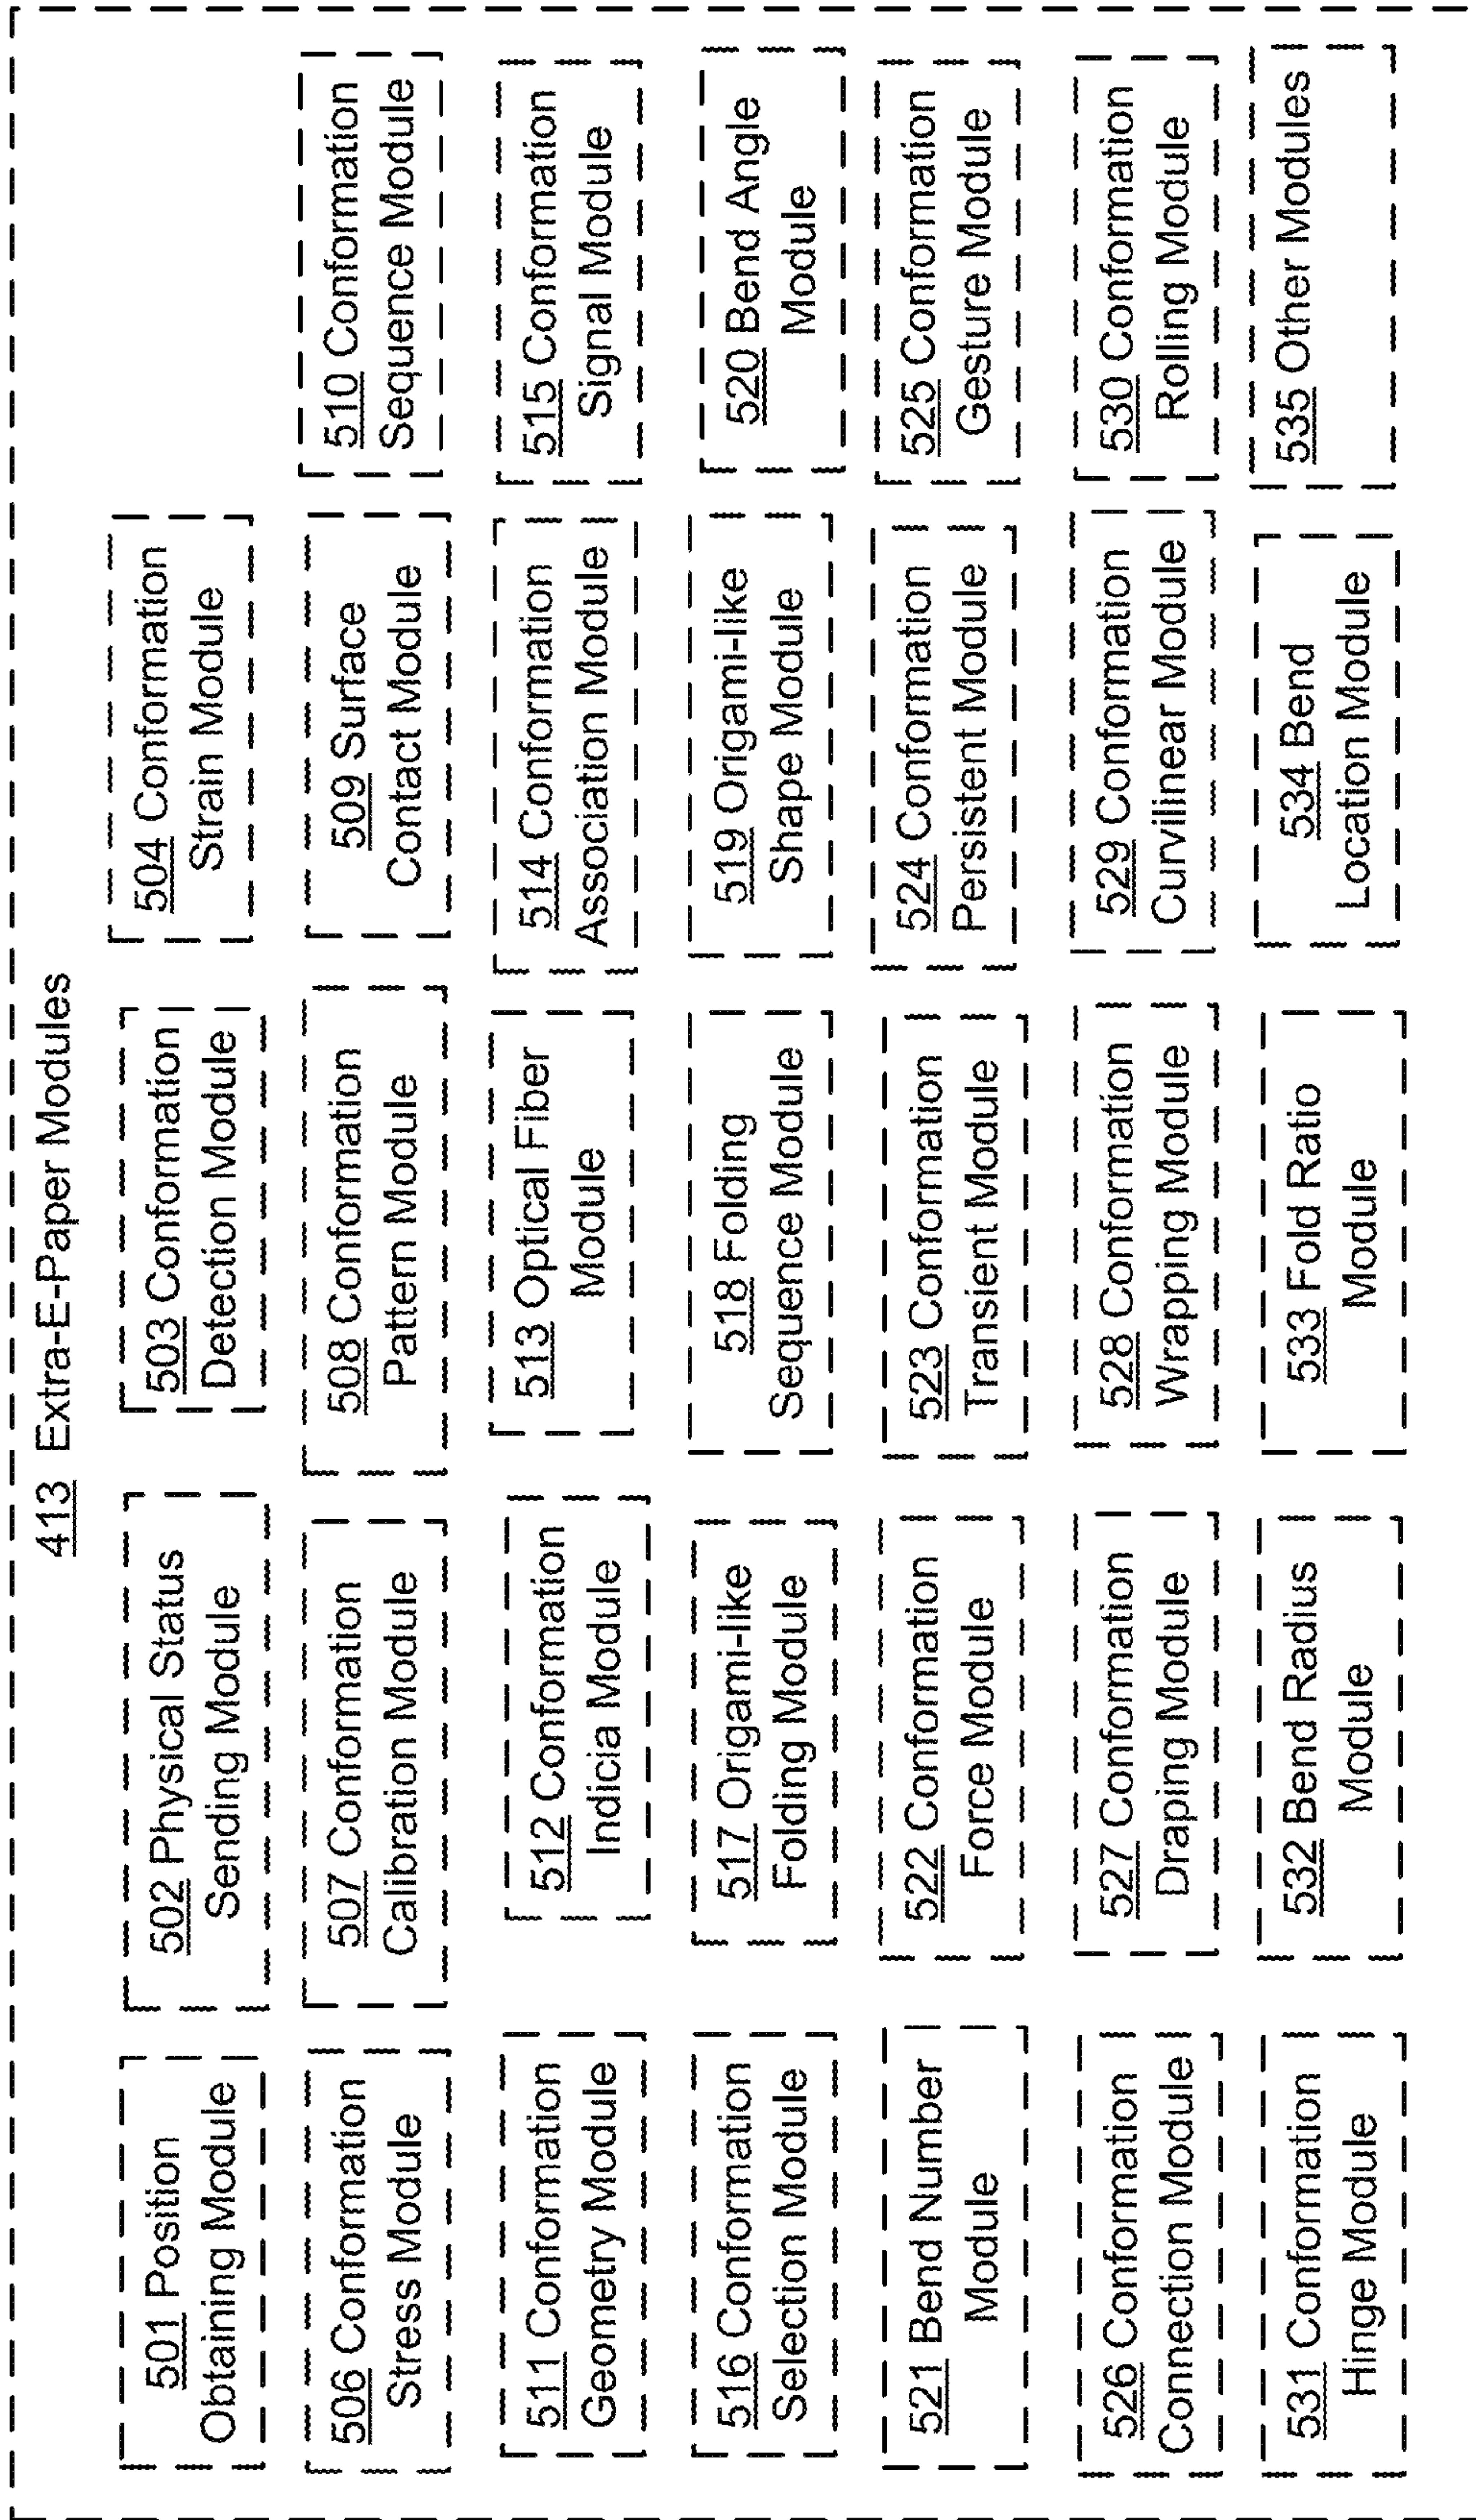 413 Extra-E-Paper Modules
501 Position
Obtaining Module
502 Physical Status
Sending Module
503 Conformation
Detection Module
504 Conformation
Strain Module
506 Conformation
Stress Module
507 Conformation
Calibration Module
508 Conformation
Pattern Module
509 Surface
Contact Module
510 Conformation
Sequence Module
511 Conformation
Geometry Module
512 Conformation
Indicia Module
513 Optical Fiber
Module
514 Conformation
Association Module
515 Conformation
Signal Module
516 Conformation
Selection Module
517 Origami-like
Folding Module
518 Folding
Sequence Module
519 Origami-like
Shape Module
520 Bend Angle
Module
521 Bend Number
Module
522 Conformation
Force Module
523 Conformation
Transient Module
524 Conformation
Persistent Module
525 Conformation
Gesture Module
526 Conformation
Connection Module
527 Conformation
Draping Module
528 Conformation
Wrapping Module
529 Conformation
Curvilinear Module
530 Conformation
Rolling Module
531 Conformation
Hinge Module
532 Bend Radius
Module
533 Fold Ratio
Module
534 Bend
Location Module
535 Other Modules